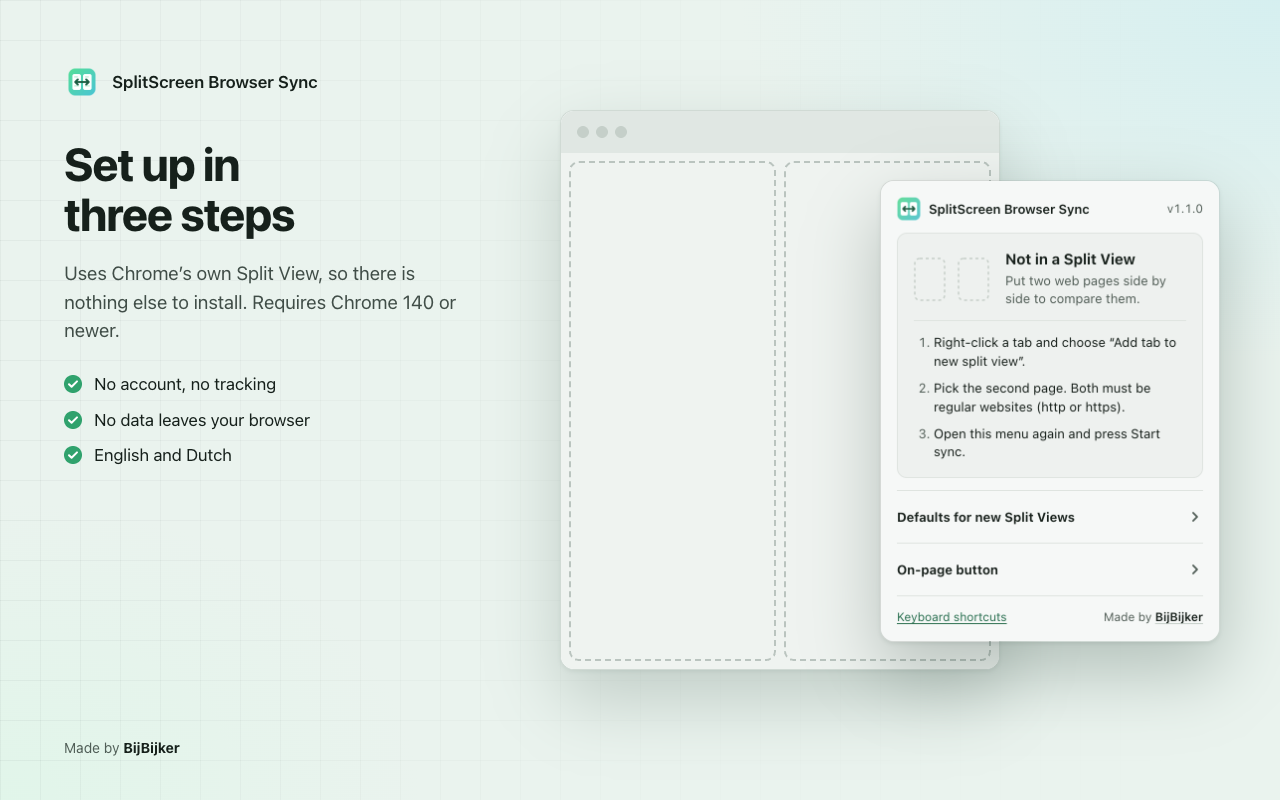 SplitScreen Browser Sync
Set up in
three steps
Uses Chrome’s own Split View, so there is
nothing else to install. Requires Chrome 140 or
newer.
No account, no tracking
No data leaves your browser
English and Dutch
Made by BijBijker
SplitScreen Browser Sync v1.1.0
Not in a Split View
Put two web pages side by
side to compare them.
1. Right-click a tab and choose “Add tab to
new split view”.
2. Pick the second page. Both must be
regular websites (http or https).
3. Open this menu again and press Start
sync.
Defaults for new Split Views
On-page button
Keyboard shortcuts Made by BijBijker